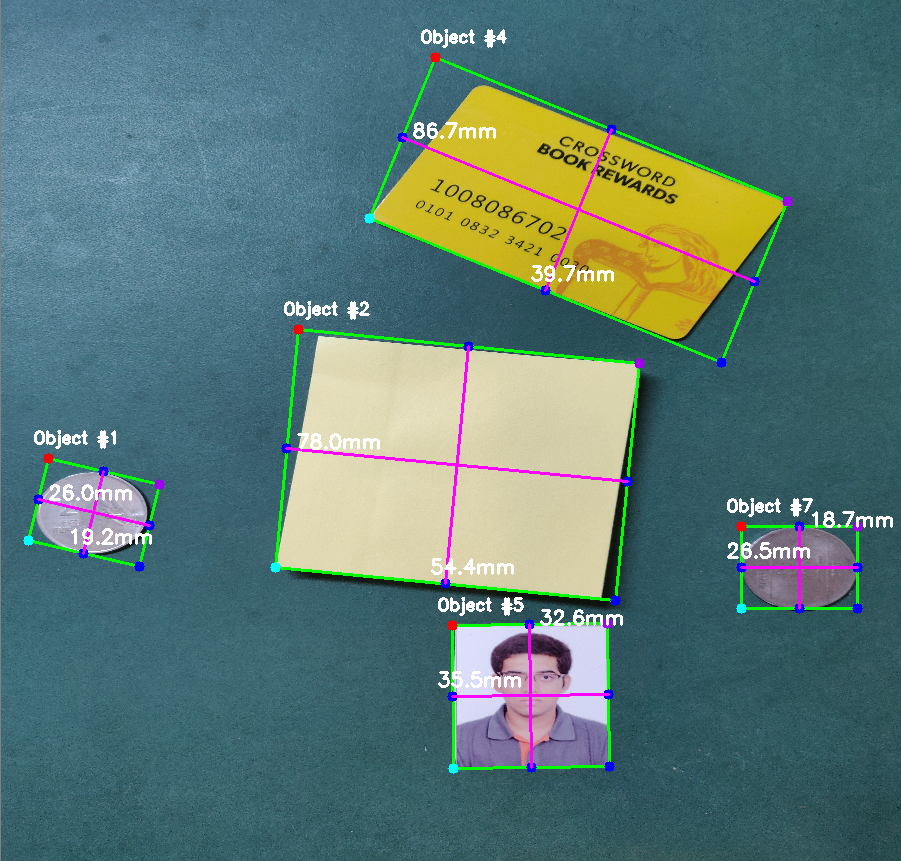 Object #4
86.7mm
CROSSWORD
BOOK REWARDS
1008086702
0101 0832 3421
39.7mm
Object #2
78.0mm
54.4mm
Object #1
26.0mm
19.2mm
Object #7
18.7mm
26.5mm
Object #5
32.6mm
35.5mm